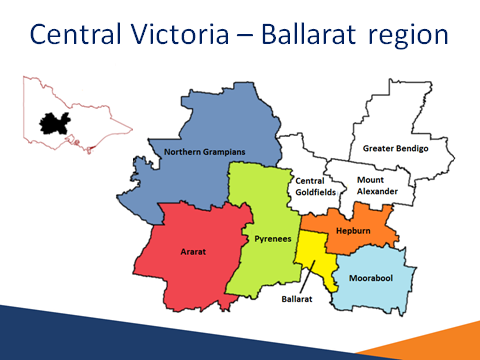 Central Victoria – Ballarat region
Greater Bendigo
Northern Grampians
Central
Goldfields
Mount
Alexander
Hepburn
Pyrenees
Ararat
Moorabool
Ballarat